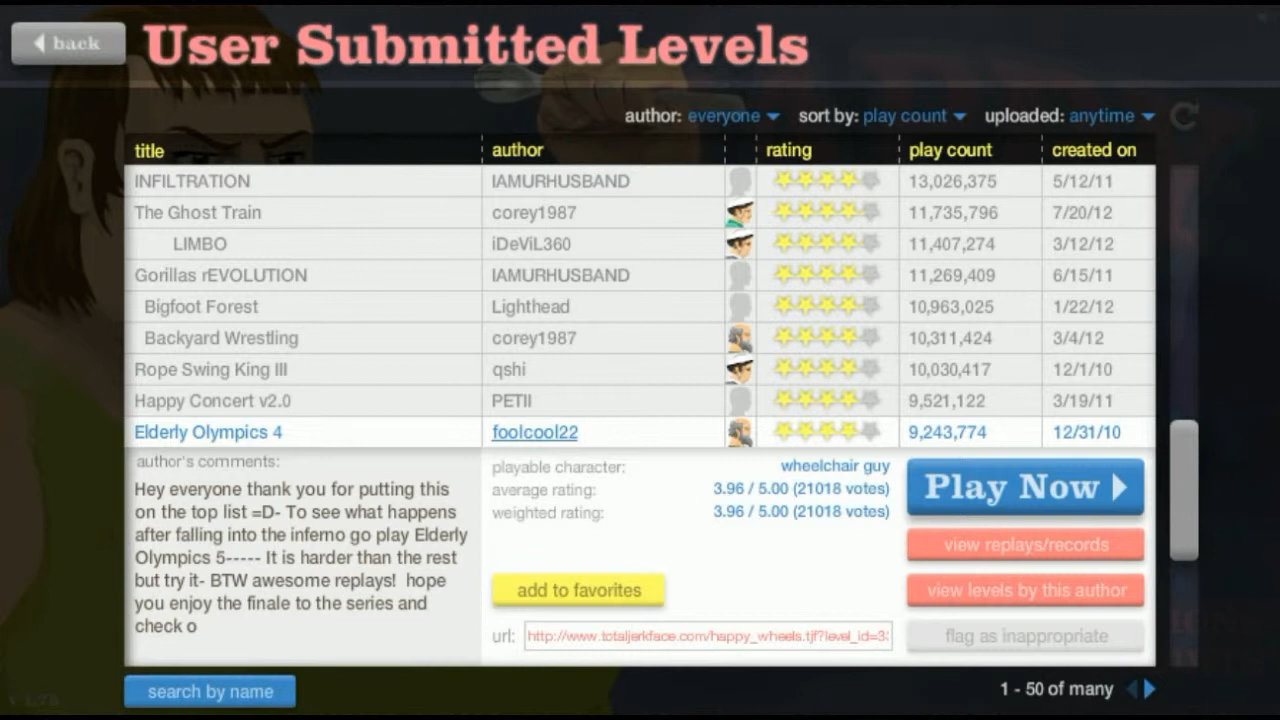 back
User Submitted Levels
author: everyone sort by: play count uploaded: anytime
title author rating play count created on
INFILTRATION IAMURHUSBAND 13,026,375 5/12/11
The Ghost Train corey1987 11,735,796 7/20/12
LIMBO iDeViL360 11,407,274 3/12/12
Gorillas rEVOLUTION IAMURHUSBAND 11,269,409 6/15/11
Bigfoot Forest Lighthead 10,963,025 1/22/12
Backyard Wrestling corey1987 10,311,424 3/4/12
Rope Swing King III qshi 10,030,417 12/1/10
Happy Concert v2.0 PETII 9,521,122 3/19/11
Elderly Olympics 4 foolcool22 9,243,774 12/31/10
author's comments:
Hey everyone thank you for putting this
on the top list =D- To see what happens
after falling into the inferno go play Elderly
Olympics 5----- It is harder than the rest
but try it- BTW awesome replays! hope
you enjoy the finale to the series and
check o
playable character: wheelchair guy
average rating: 3.96 / 5.00 (21018 votes)
weighted rating: 3.96 / 5.00 (21018 votes)
add to favorites
url: http://www.totaljerkface.com/happy_wheels.tjf?level_id=3
Play Now
view replays/records
view levels by this author
flag as inappropriate
search by name
1 - 50 of many